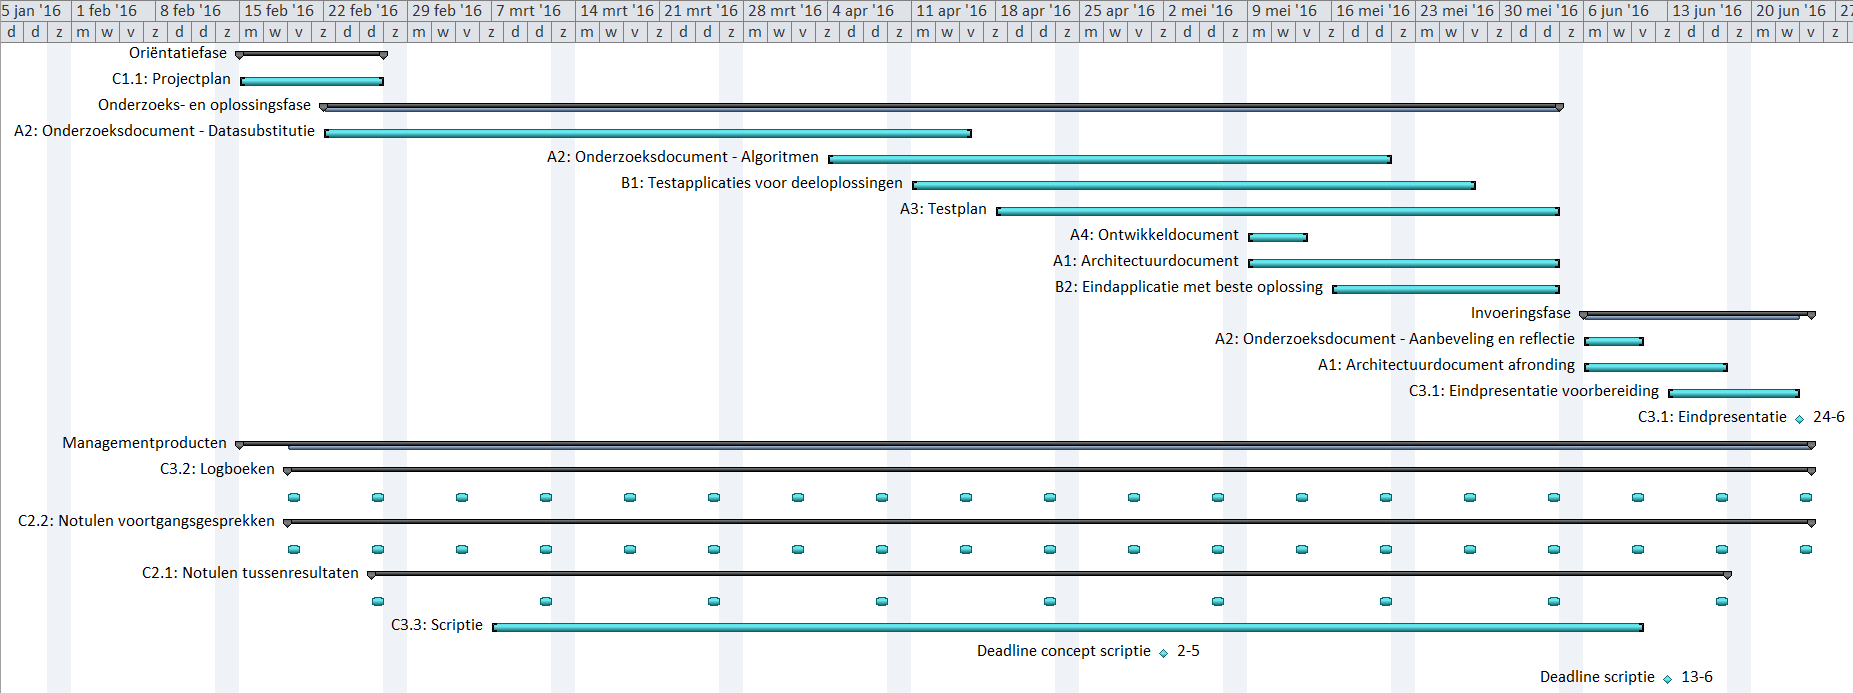 5 jan '16 1 feb '16 8 feb '16 15 feb '16 22 feb '16 29 feb '16 7 mrt '16 14 mrt '16 21 mrt '16 28 mrt '16 4 apr '16 11 apr '16 18 apr '16 25 apr '16 2 mei '16 9 mei '16 16 mei '16 23 mei '16 30 mei '16 6 jun '16 13 jun '16 20 jun '16 27
d d z m w v z d d z m w v z d d z m w v z d d z m w v z d d z m w v z d d z m w v z d d z m w v z d d z m w v z d d z m w v z d d z m w v z d d z m w v z
Oriëntatiefase
C1.1: Projectplan
Onderzoeks- en oplossingsfase
A2: Onderzoeksdocument - Datasubstitutie
A2: Onderzoeksdocument - Algoritmen
B1: Testapplicaties voor deeloplossingen
A3: Testplan
A4: Ontwikkeldocument
A1: Architectuurdocument
B2: Eindapplicatie met beste oplossing
Invoeringsfase
A2: Onderzoeksdocument - Aanbeveling en reflectie
A1: Architectuurdocument afronding
C3.1: Eindpresentatie voorbereiding
C3.1: Eindpresentatie 24-6
Managementproducten
C3.2: Logboeken
C2.2: Notulen voortgangsgesprekken
C2.1: Notulen tussenresultaten
C3.3: Scriptie
Deadline concept scriptie 2-5
Deadline scriptie 13-6